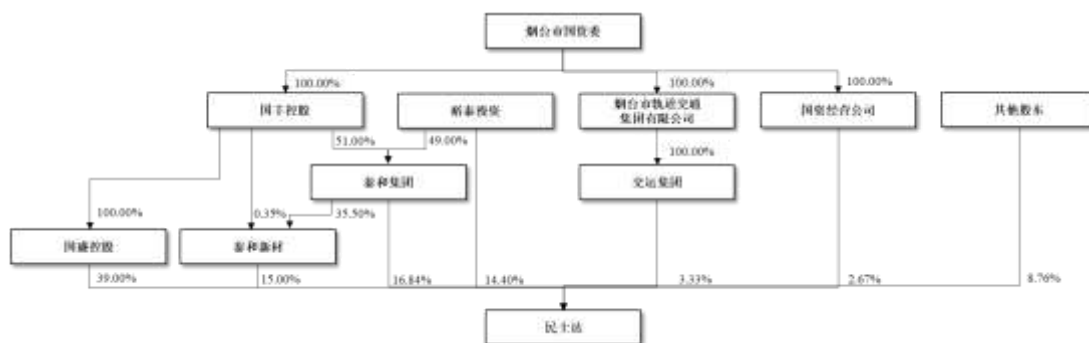 烟台市国资委
100.00%
100.00%
100.00%
国丰控股
裕泰投资
烟台市轨道交通
集团有限公司
国资经营公司
其他股东
51.00%
49.00%
100.00%
泰和集团
交运集团
100.00%
0.35%
35.50%
国盛控股
泰和新材
39.00%
15.00%
16.84%
14.40%
3.33%
2.67%
8.76%
民士达